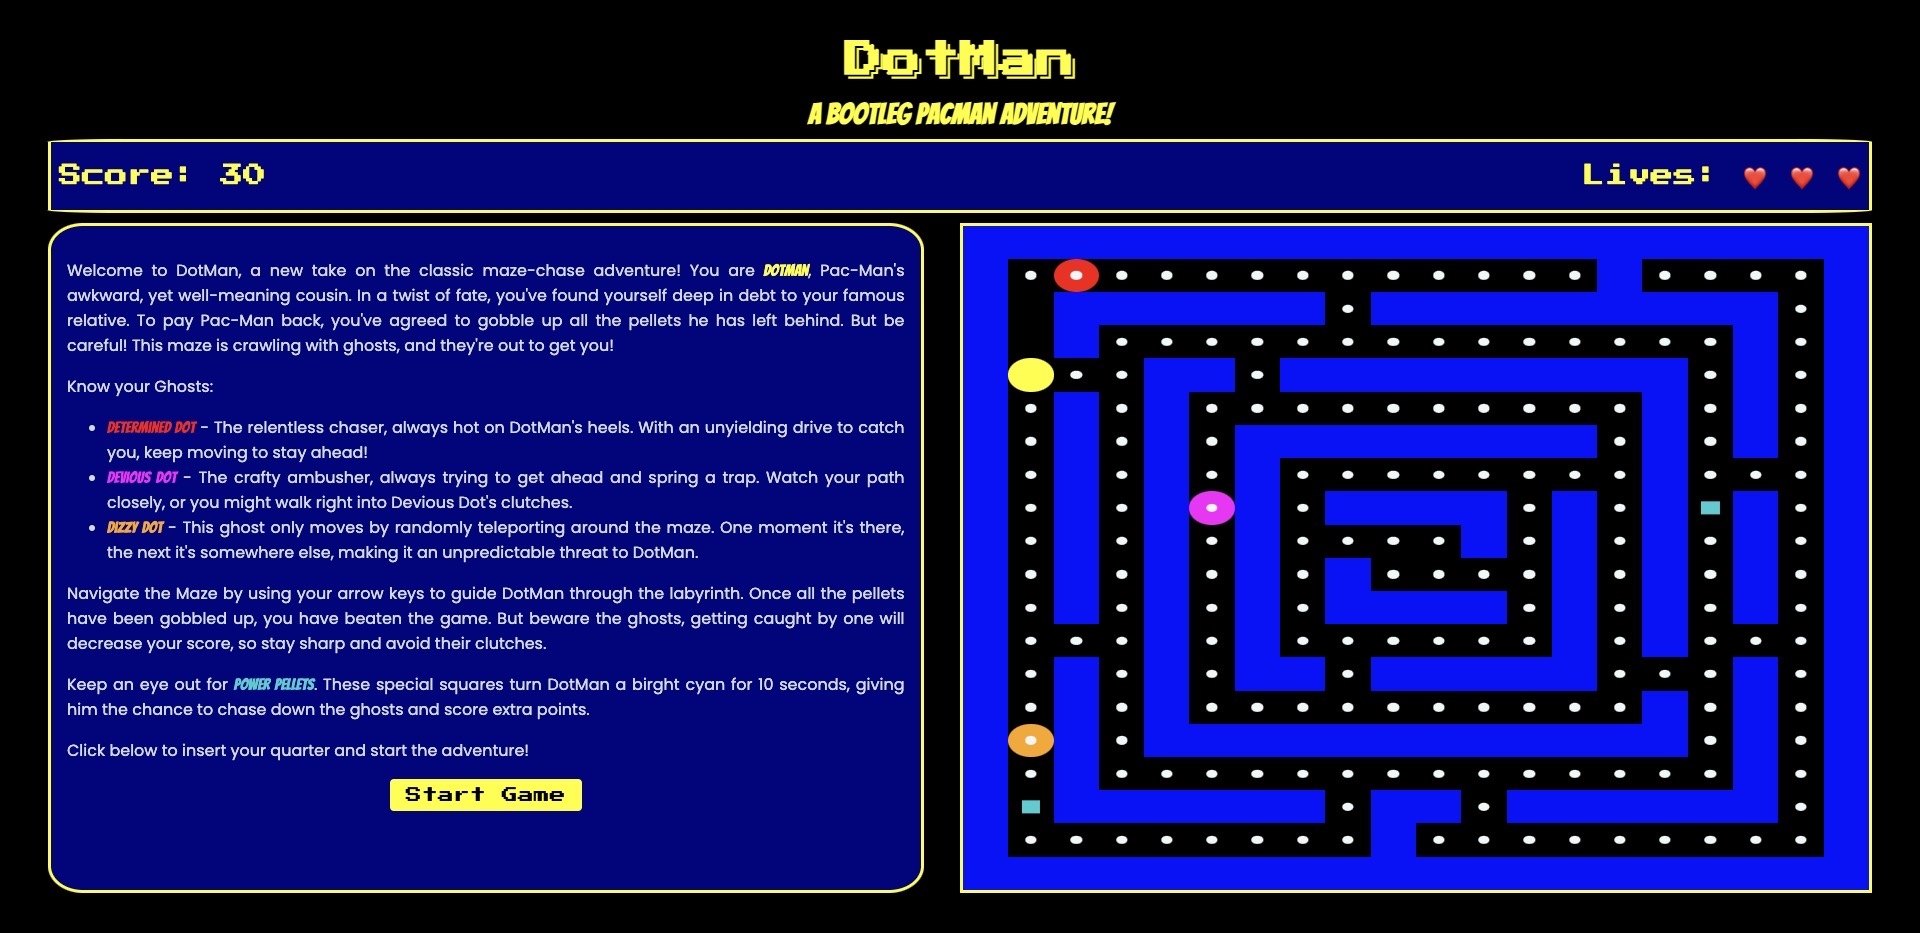 DotMan
A BOOTLEG PACMAN ADVENTURE!
Score: 30
Lives: ❤️ ❤️ ❤️
Welcome to DotMan, a new take on the classic maze-chase adventure! You are DOTMAN, Pac-Man's
awkward, yet well-meaning cousin. In a twist of fate, you've found yourself deep in debt to your famous
relative. To pay Pac-Man back, you've agreed to gobble up all the pellets he has left behind. But be
careful! This maze is crawling with ghosts, and they're out to get you!
Know your Ghosts:
• DETERMINED DOT - The relentless chaser, always hot on DotMan's heels. With an unyielding drive to catch
you, keep moving to stay ahead!
• DEVIOUS DOT - The crafty ambusher, always trying to get ahead and spring a trap. Watch your path
closely, or you might walk right into Devious Dot's clutches.
• DIZZY DOT - This ghost only moves by randomly teleporting around the maze. One moment it's there,
the next it's somewhere else, making it an unpredictable threat to DotMan.
Navigate the Maze by using your arrow keys to guide DotMan through the labyrinth. Once all the pellets
have been gobbled up, you have beaten the game. But beware the ghosts, getting caught by one will
decrease your score, so stay sharp and avoid their clutches.
Keep an eye out for POWER PELLETS. These special squares turn DotMan a birght cyan for 10 seconds, giving
him the chance to chase down the ghosts and score extra points.
Click below to insert your quarter and start the adventure!
Start Game